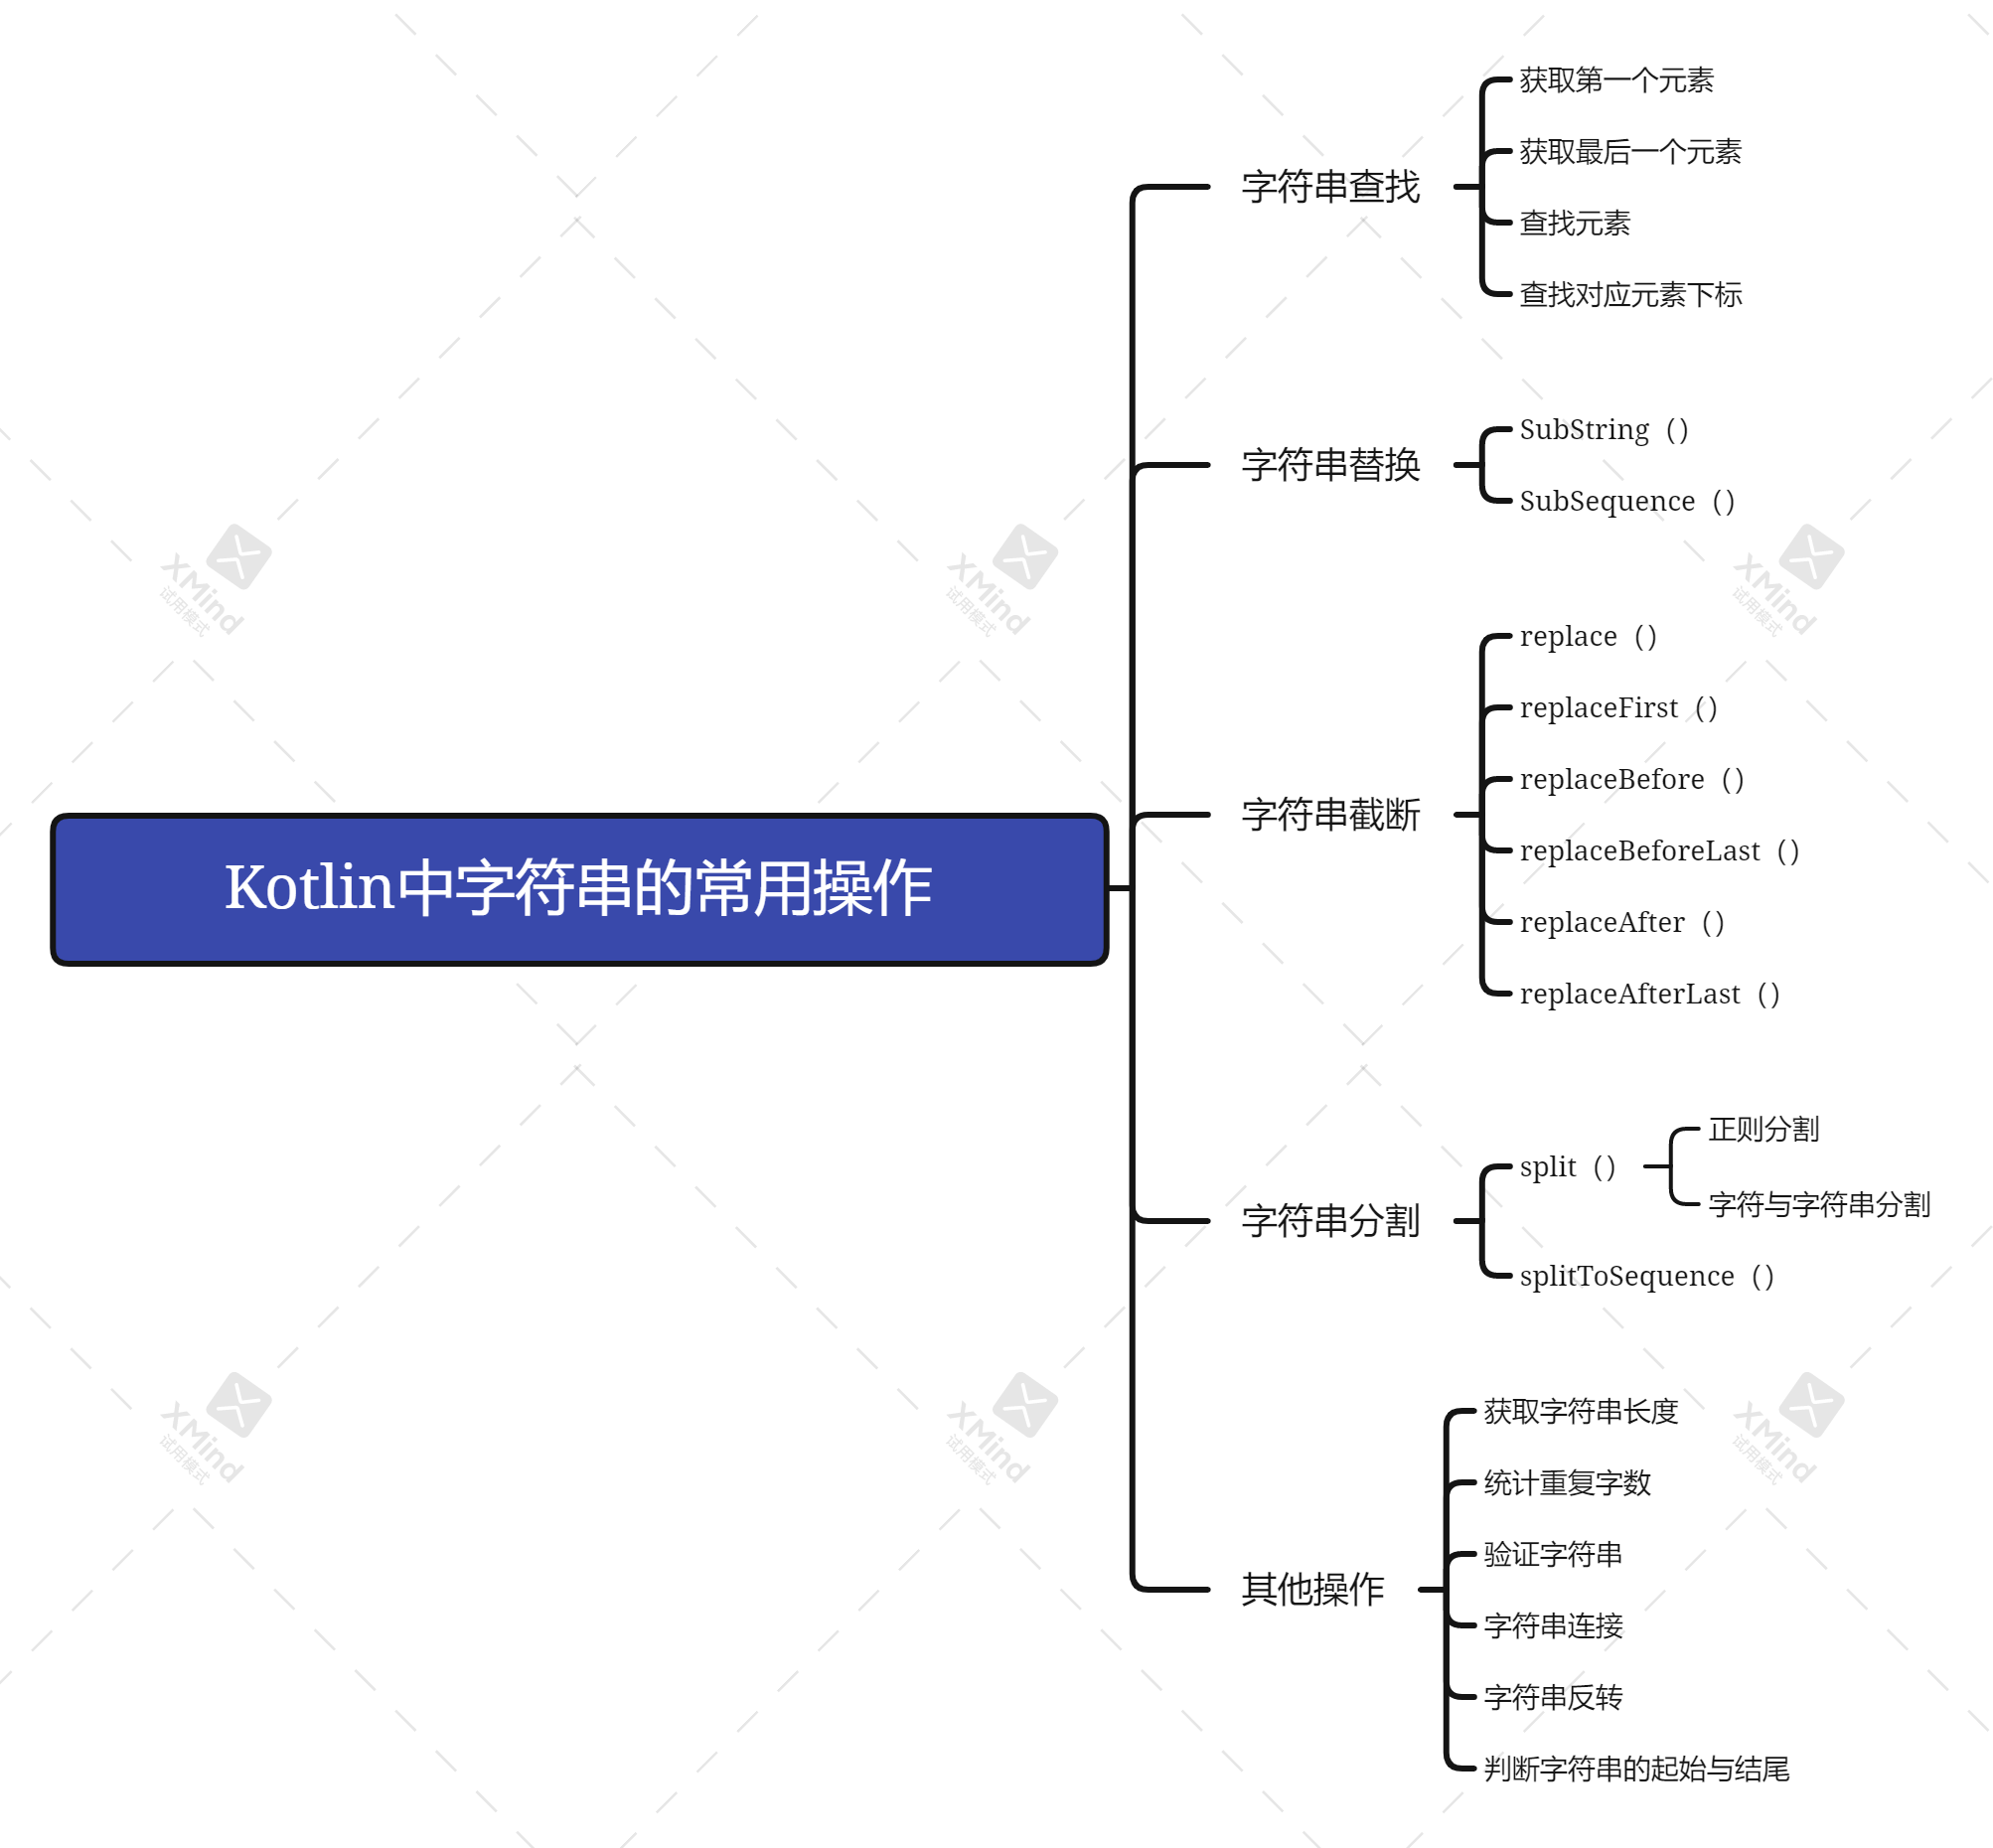 Kotlin中字符串的常用操作
字符串查找
获取第一个元素
获取最后一个元素
查找元素
查找对应元素下标
字符串替换
SubString（）
SubSequence（）
字符串截断
replace（）
replaceFirst（）
replaceBefore（）
replaceBeforeLast（）
replaceAfter（）
replaceAfterLast（）
字符串分割
split（）
正则分割
字符与字符串分割
splitToSequence（）
其他操作
获取字符串长度
统计重复字数
验证字符串
字符串连接
字符串反转
判断字符串的起始与结尾
XMind
试用模式
XMind
试用模式
XMind
试用模式
XMind
试用模式
XMind
试用模式
XMind
试用模式